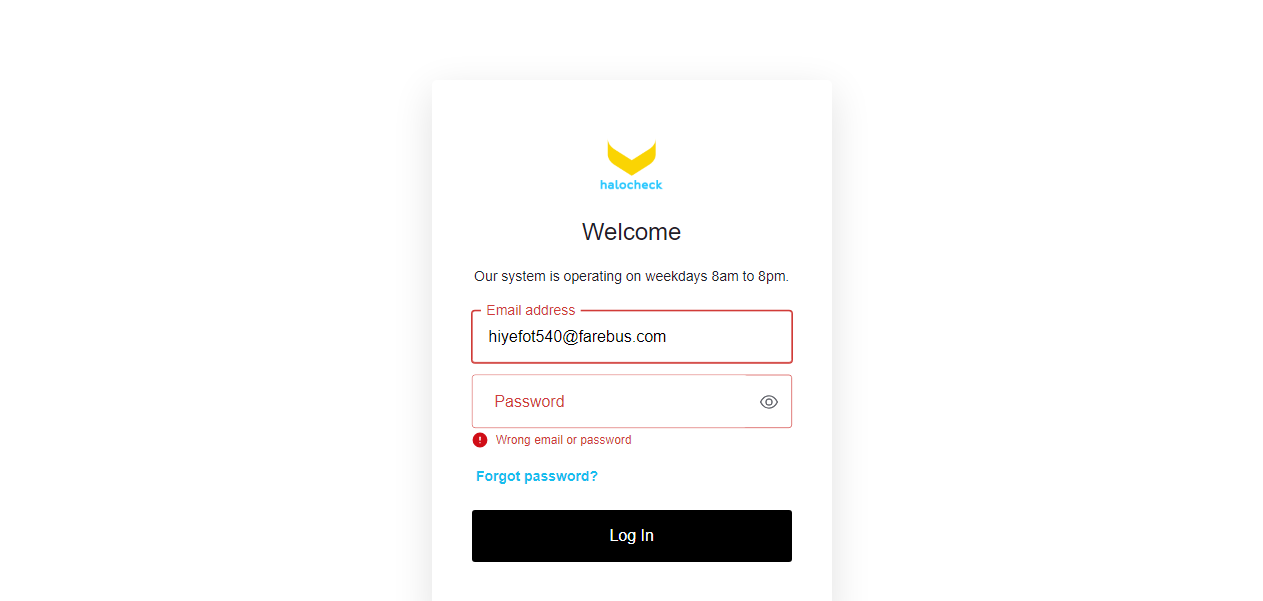 halocheck
Welcome
Our system is operating on weekdays 8am to 8pm.
Email address
hiyefot540@farebus.com
Password
Wrong email or password
Forgot password?
Log In